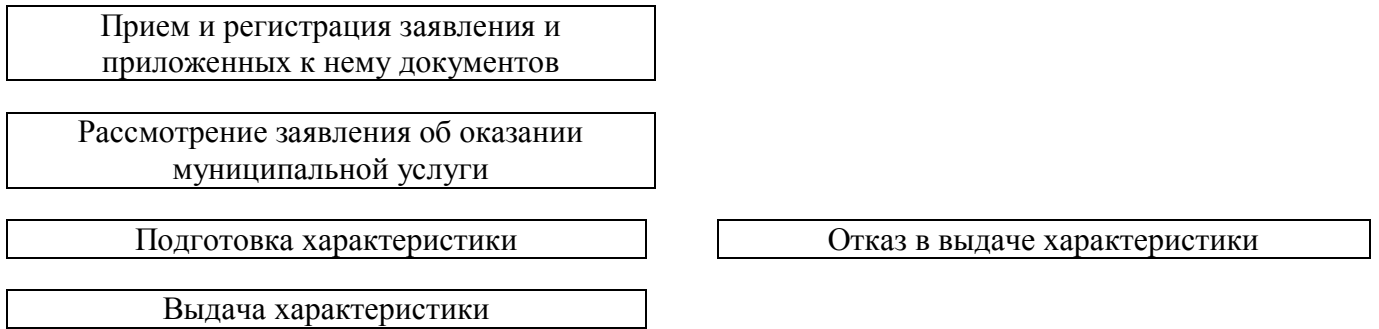 Прием и регистрация заявления и
приложенных к нему документов
Рассмотрение заявления об оказании
муниципальной услуги
Подготовка характеристики
Отказ в выдаче характеристики
Выдача характеристики